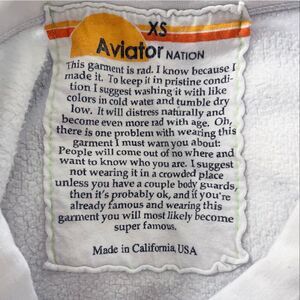 XS
Aviator NATION
This garment is rad. I know because I
made it. To keep it in pristine condi-
tion I suggest washing it with like
colors in cold water and tumble dry
low. It will distress naturally and
become even more rad with age. Oh,
there is one problem with wearing this
garment I must warn you about:
People will come out of no where and
want to know who you are. I suggest
not wearing it in a crowded place
unless you have a couple body guards,
then it's probably ok, and if you're
already famous and wearing this
garment you will most likely become
super famous.
Made in California, USA